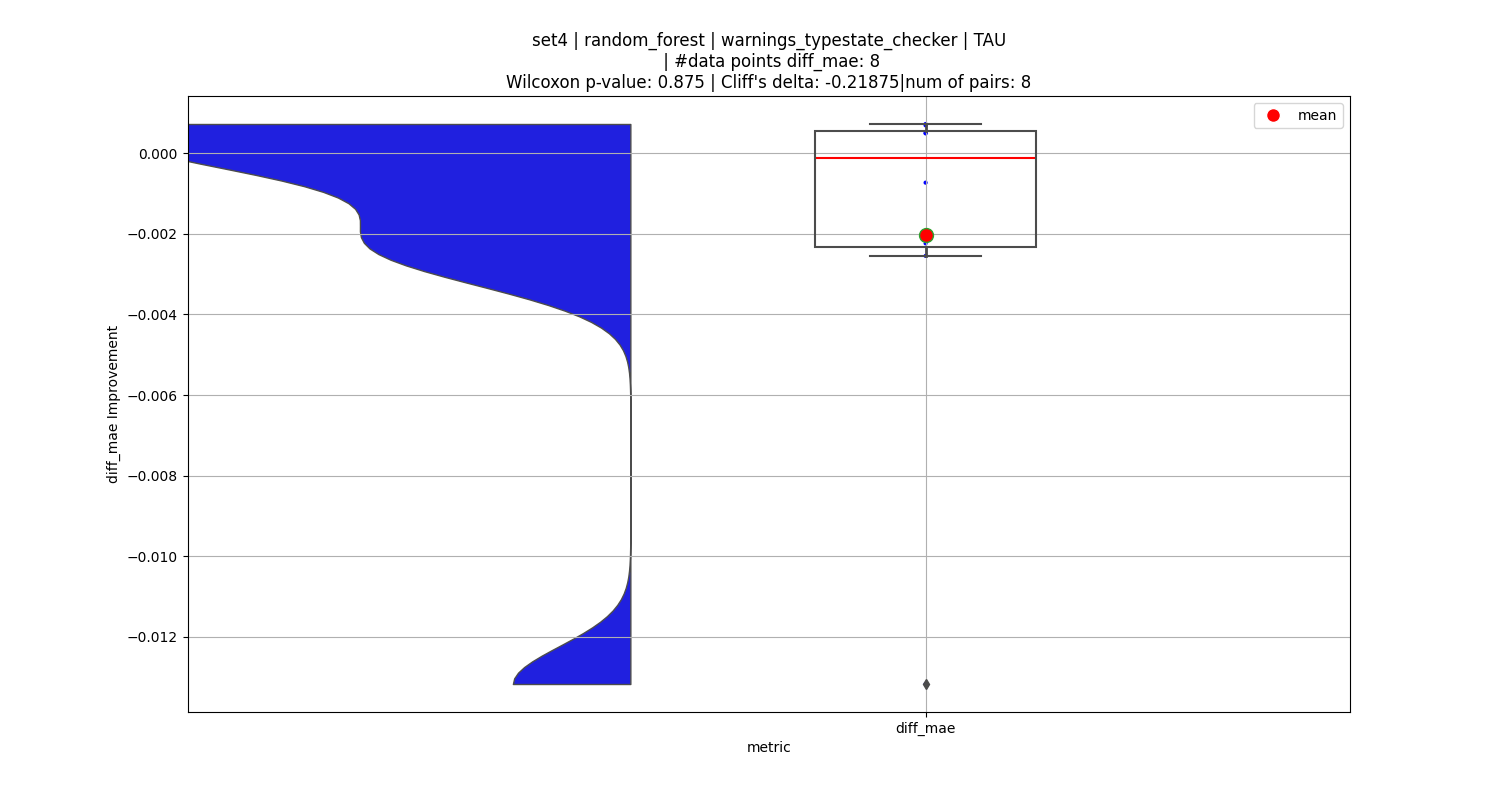 set4 | random_forest | warnings_typestate_checker | TAU
| #data points diff_mae: 8
Wilcoxon p-value: 0.875 | Cliff's delta: -0.21875|num of pairs: 8
mean
0.000
−0.002
−0.004
−0.006
−0.008
−0.010
−0.012
diff_mae Improvement
diff_mae
metric